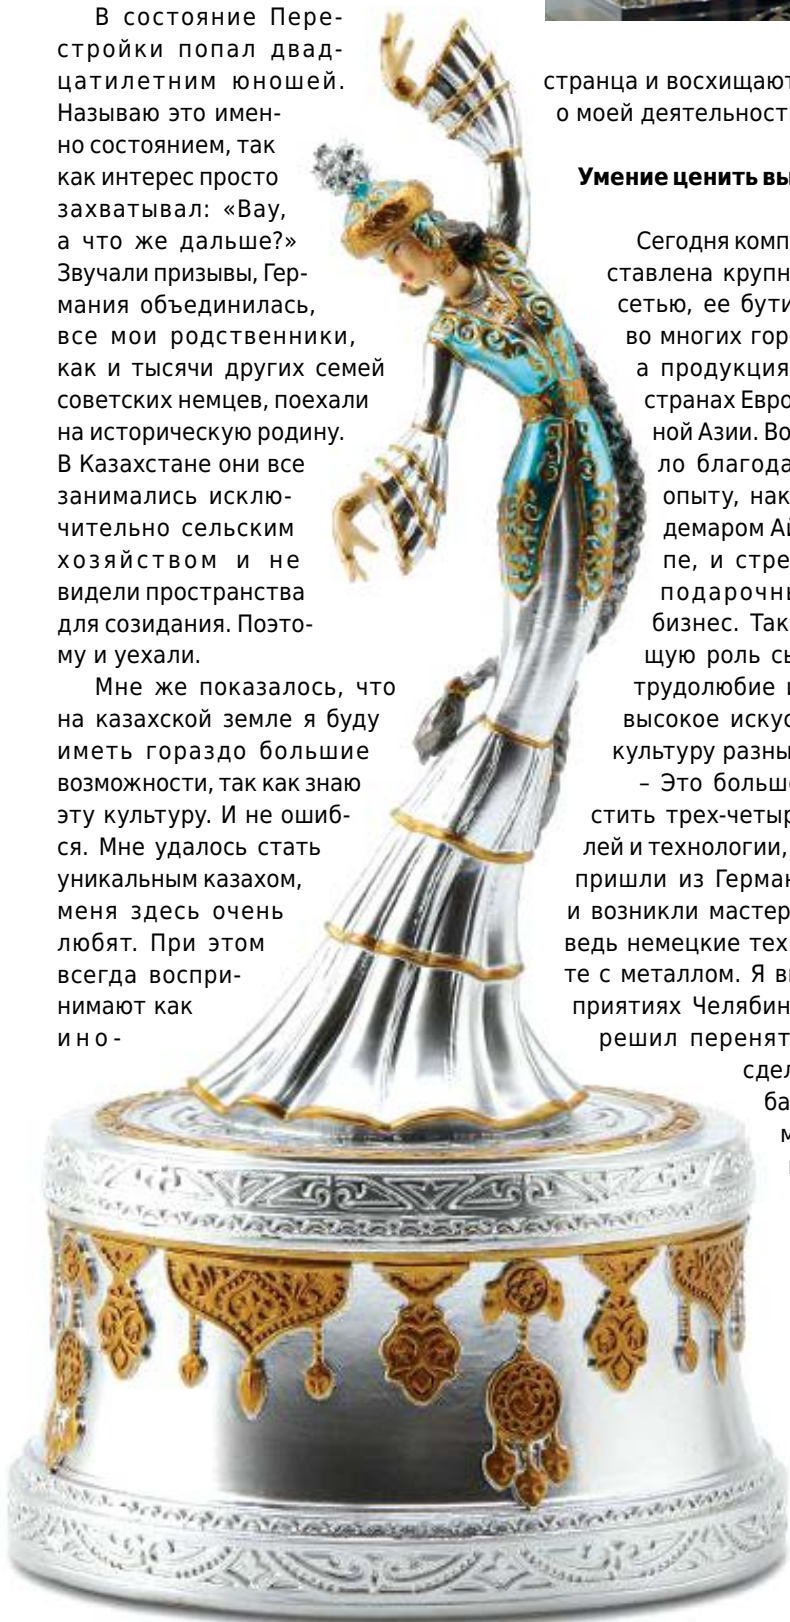 В состояние Пере-
стройки попал двад-
цатилетним юношей.
Называю это имен-
но состоянием, так
как интерес просто
захватывал: «Вау,
а что же дальше?»
Звучали призывы, Гер-
мания объединилась,
все мои родственники,
как и тысячи других семей
советских немцев, поехали
на историческую родину.
В Казахстане они все
занимались исклю-
чительно сельским
хозяйством и не
видели пространства
для созидания. Поэто-
му и уехали.
Мне же показалось, что
на казахской земле я буду
иметь гораздо большие
возможности, так как знаю
эту культуру. И не ошиб-
ся. Мне удалось стать
уникальным казахом,
меня здесь очень
любят. При этом
всегда воспри-
нимают как
ино-
странца и восхищают
о моей деятельност
Умение ценить вы
Сегодня комп
ставлена крупн
сетью, ее бути
во многих гор
а продукция
странах Евро
ной Азии. Во
ло благода
опыту, нак
демаром Ай
пе, и стре
подарочн
бизнес. Так
щую роль с
трудолюбие
высокое искус
культуру разны
– Это больш
стить трех-четыр
лей и технологии,
пришли из Герман
и возникли мастер
ведь немецкие тех
те с металлом. Я в
приятиях Челябин
решил перенят
сдел
ба